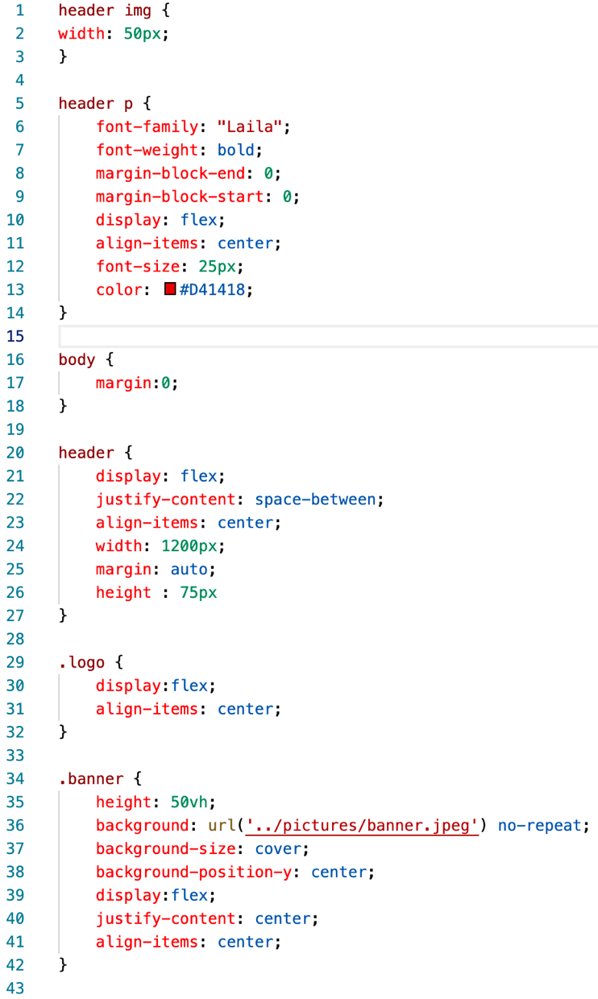 1 header img {
2 width: 50px;
3 }
4
5 header p {
6     font-family: "Laila";
7     font-weight: bold;
8     margin-block-end: 0;
9     margin-block-start: 0;
10     display: flex;
11     align-items: center;
12     font-size: 25px;
13     color: #D41418;
14 }
15
16 body {
17     margin:0;
18 }
19
20 header {
21     display: flex;
22     justify-content: space-between;
23     align-items: center;
24     width: 1200px;
25     margin: auto;
26     height : 75px
27 }
28
29 .logo {
30     display:flex;
31     align-items: center;
32 }
33
34 .banner {
35     height: 50vh;
36     background: url('../pictures/banner.jpeg') no-repeat;
37     background-size: cover;
38     background-position-y: center;
39     display:flex;
40     justify-content: center;
41     align-items: center;
42 }
43